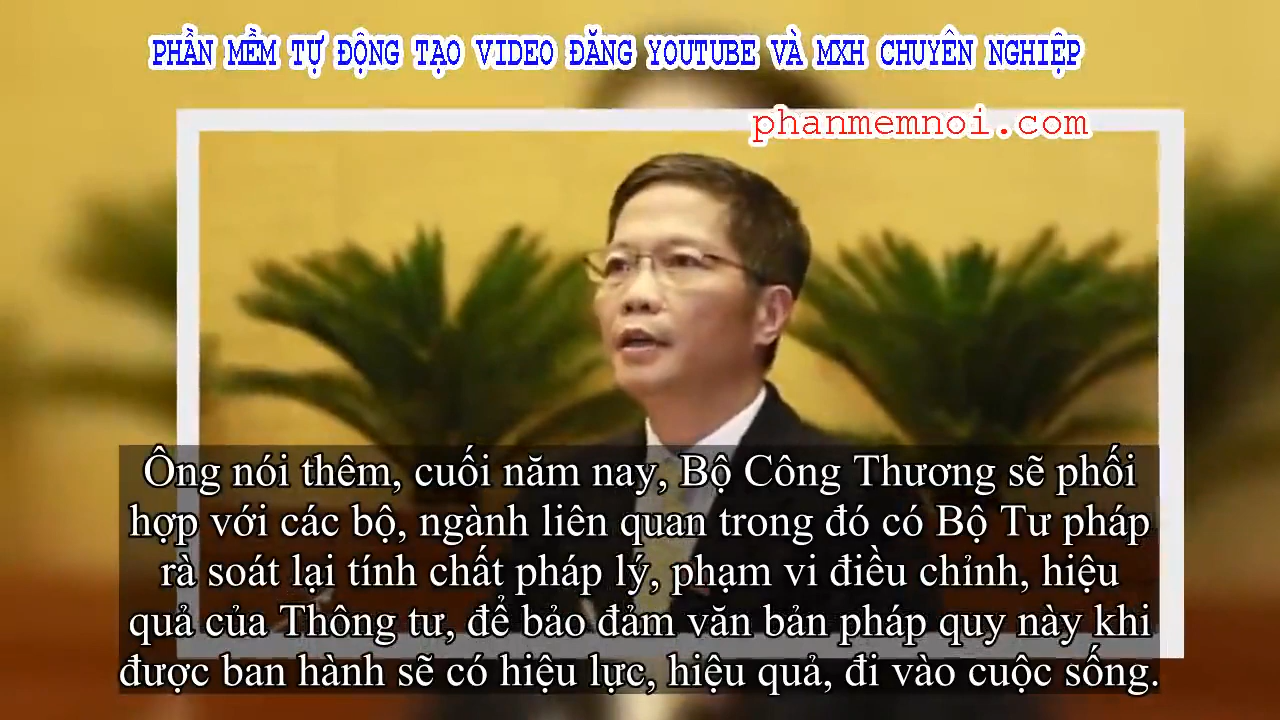 PHẦN MỀM TỰ ĐỘNG TẠO VIDEO ĐĂNG YOUTUBE VÀ MXH CHUYÊN NGHIỆP
phanmemnoi.com
Ông nói thêm, cuối năm nay, Bộ Công Thương sẽ phối
hợp với các bộ, ngành liên quan trong đó có Bộ Tư pháp
rà soát lại tính chất pháp lý, phạm vi điều chỉnh, hiệu
quả của Thông tư, để bảo đảm văn bản pháp quy này khi
được ban hành sẽ có hiệu lực, hiệu quả, đi vào cuộc sống.